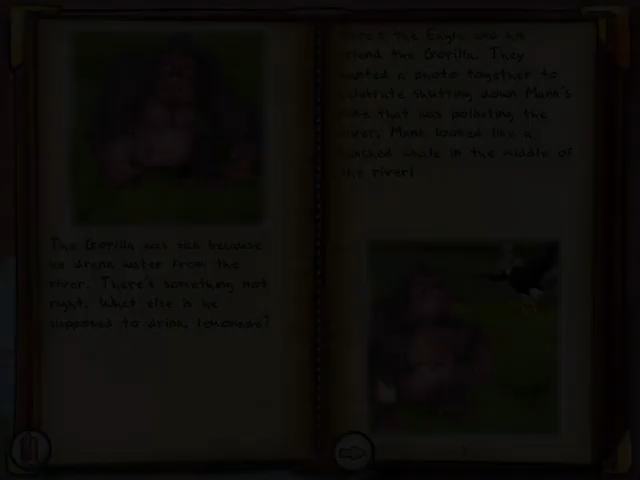 The Gorilla was sick because
he drank water from the
river. There's something not
right. What else is he
supposed to drink, lemonade?
Here's the Eagle and his
friend the Gorilla. They
wanted a photo together to
celebrate shutting down Mann's
mine that was polluting the
river. Mann looked like a
beached whale in the middle of
the river!